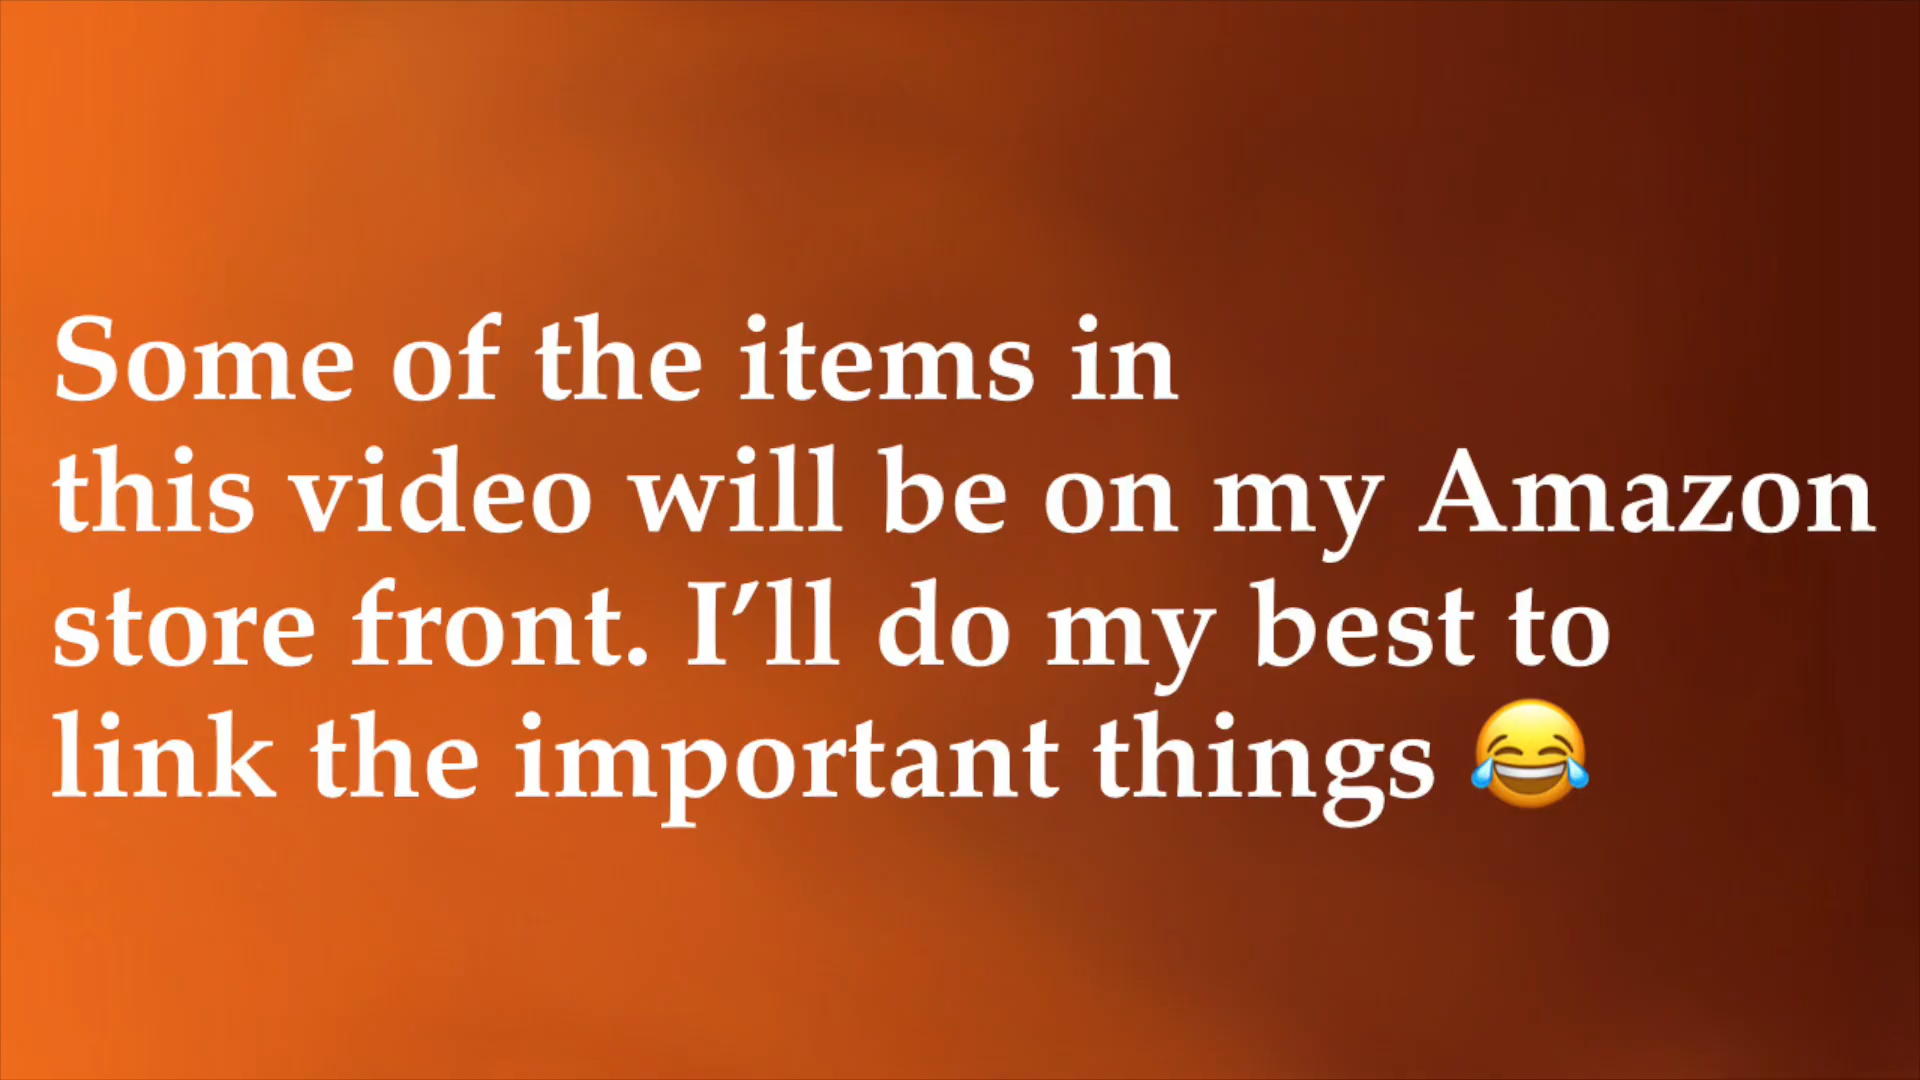 Some of the items in
this video will be on my Amazon
store front. I’ll do my best to
link the important things 😂